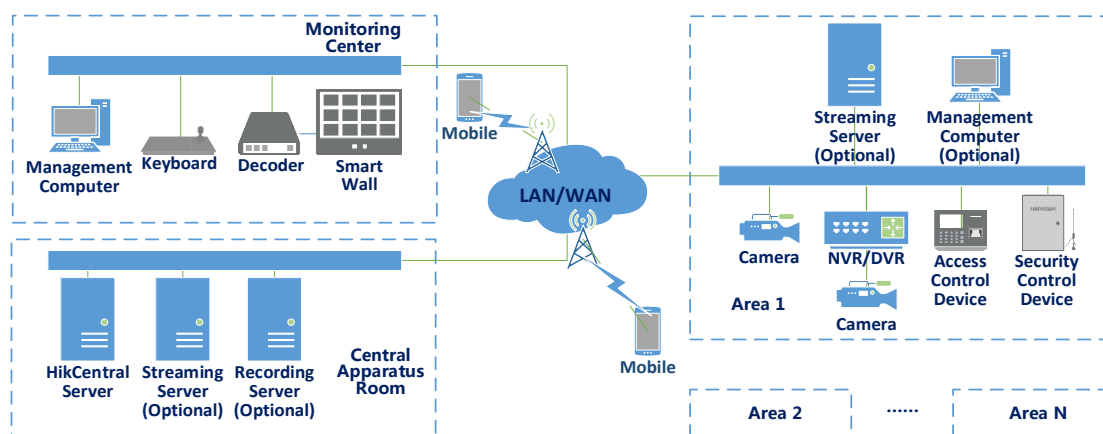 Monitoring
Center
Management
Computer
Keyboard
Decoder
Smart
Wall
Mobile
LAN/WAN
Mobile
HikCentral
Server
Streaming
Server
(Optional)
Recording
Server
(Optional)
Central
Apparatus
Room
Streaming
Server
(Optional)
Management
Computer
(Optional)
Camera
NVR/DVR
Camera
Access
Control
Device
HIKVISION
Security
Control
Device
Area 1
Area 2
······
Area N